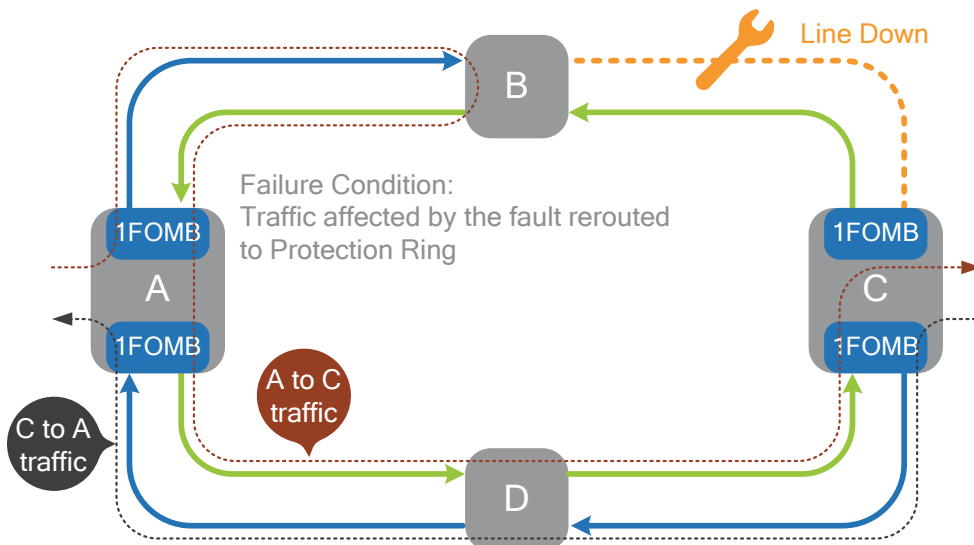 Line Down
B
Failure Condition:
Traffic affected by the fault rerouted
to Protection Ring
1FOMB
1FOMB
A
C
1FOMB
1FOMB
A to C
traffic
C to A
traffic
D